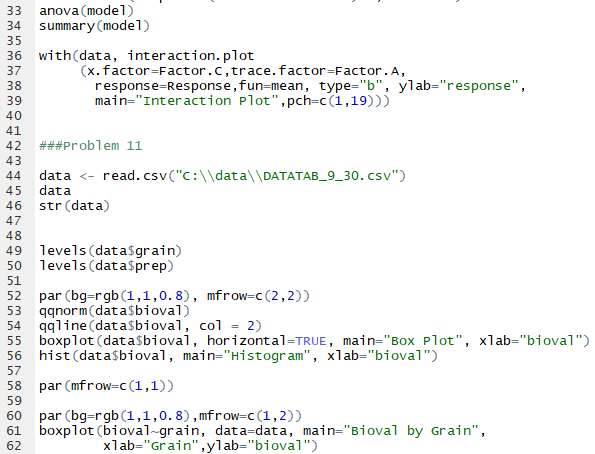 33 anova(model)
34 summary(model)
35
36 with(data, interaction.plot
37      (x.factor=Factor.C,trace.factor=Factor.A,
38        response=Response,fun=mean, type="b", ylab="response",
39        main="Interaction Plot",pch=c(1,19)))
40
41
42 ###Problem 11
43
44 data <- read.csv("C:\\data\\DATATAB_9_30.csv")
45 data
46 str(data)
47
48
49 levels(data$grain)
50 levels(data$prep)
51
52 par(bg=rgb(1,1,0.8), mfrow=c(2,2))
53 qqnorm(data$bioval)
54 qqline(data$bioval, col = 2)
55 boxplot(data$bioval, horizontal=TRUE, main="Box Plot", xlab="bioval")
56 hist(data$bioval, main="Histogram", xlab="bioval")
57
58 par(mfrow=c(1,1))
59
60 par(bg=rgb(1,1,0.8),mfrow=c(1,2))
61 boxplot(bioval~grain, data=data, main="Bioval by Grain",
62         xlab="Grain",ylab="bioval")